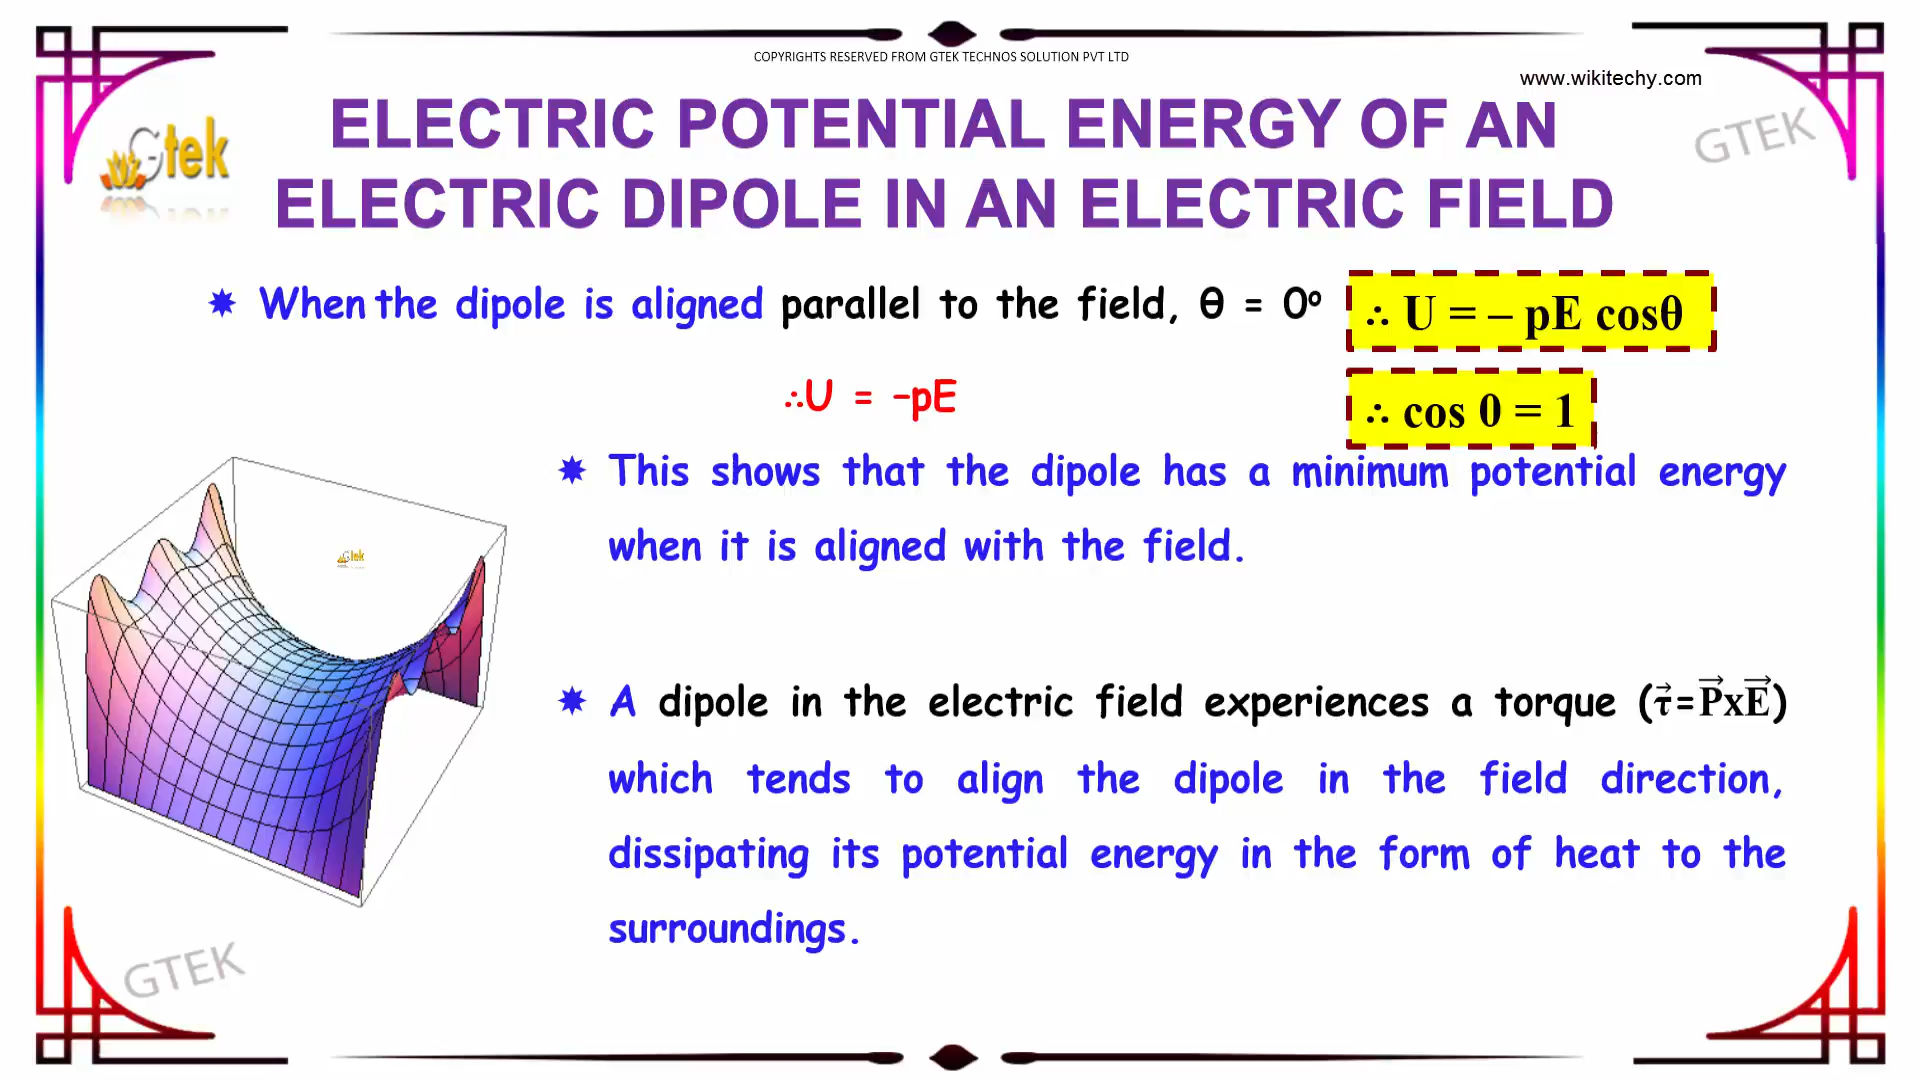 COPYRIGHTS RESERVED FROM GTEK TECHNOS SOLUTION PVT LTD
www.wikitechy.com
Gtek
GTEK
ELECTRIC POTENTIAL ENERGY OF AN
ELECTRIC DIPOLE IN AN ELECTRIC FIELD
✷ When the dipole is aligned parallel to the field, θ = 0º
∴ U = – pE cosθ
∴U = -pE
∴ cos 0 = 1
✷ This shows that the dipole has a minimum potential energy
when it is aligned with the field.
Gtek
✷ A dipole in the electric field experiences a torque (τ⃗=P⃗xE⃗)
which tends to align the dipole in the field direction,
dissipating its potential energy in the form of heat to the
surroundings.
GTEK